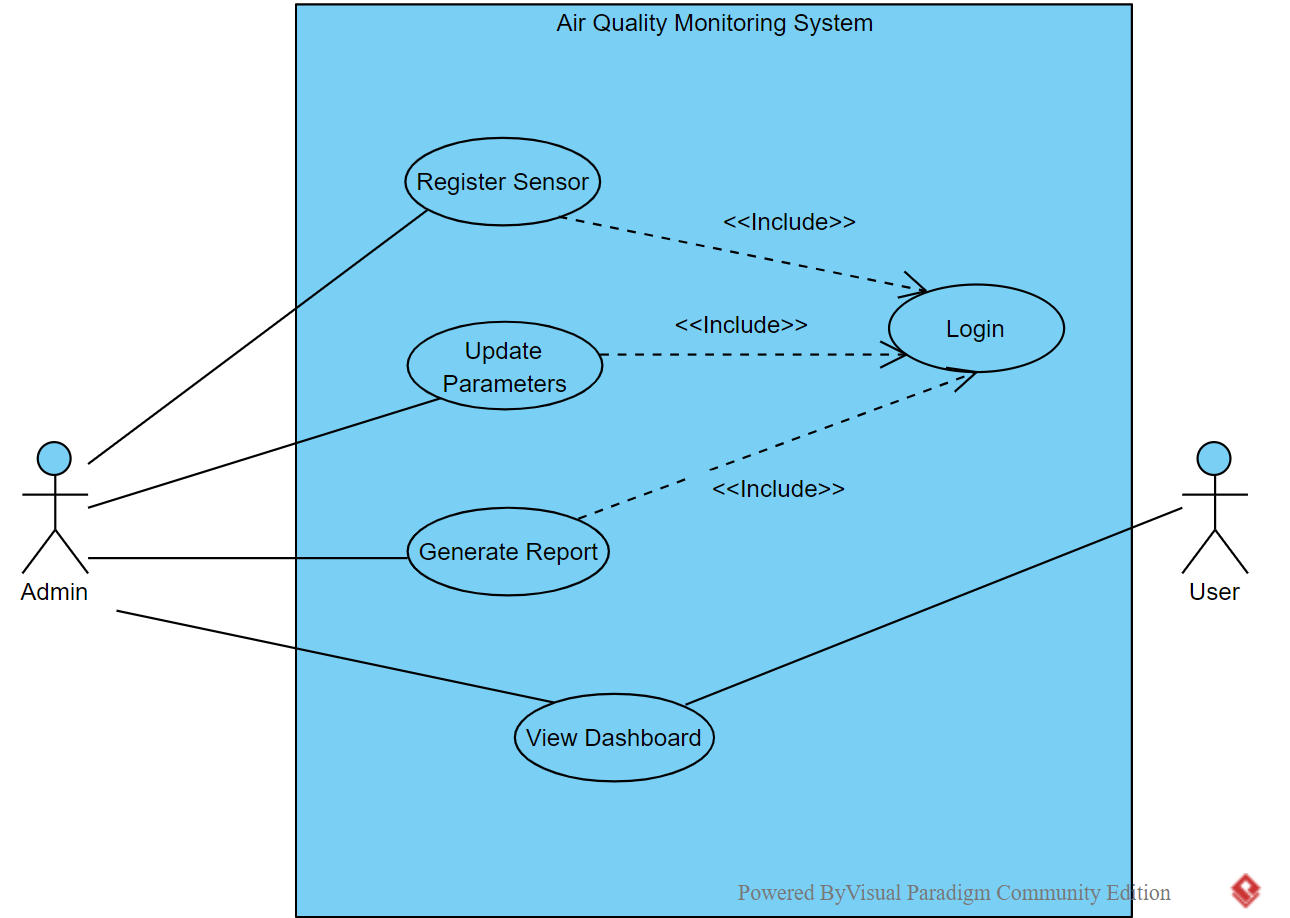 Air Quality Monitoring System
Register Sensor
<<Include>>
<<Include>>
Login
Update
Parameters
<<Include>>
Generate Report
Admin
User
View Dashboard
Powered ByVisual Paradigm Community Edition